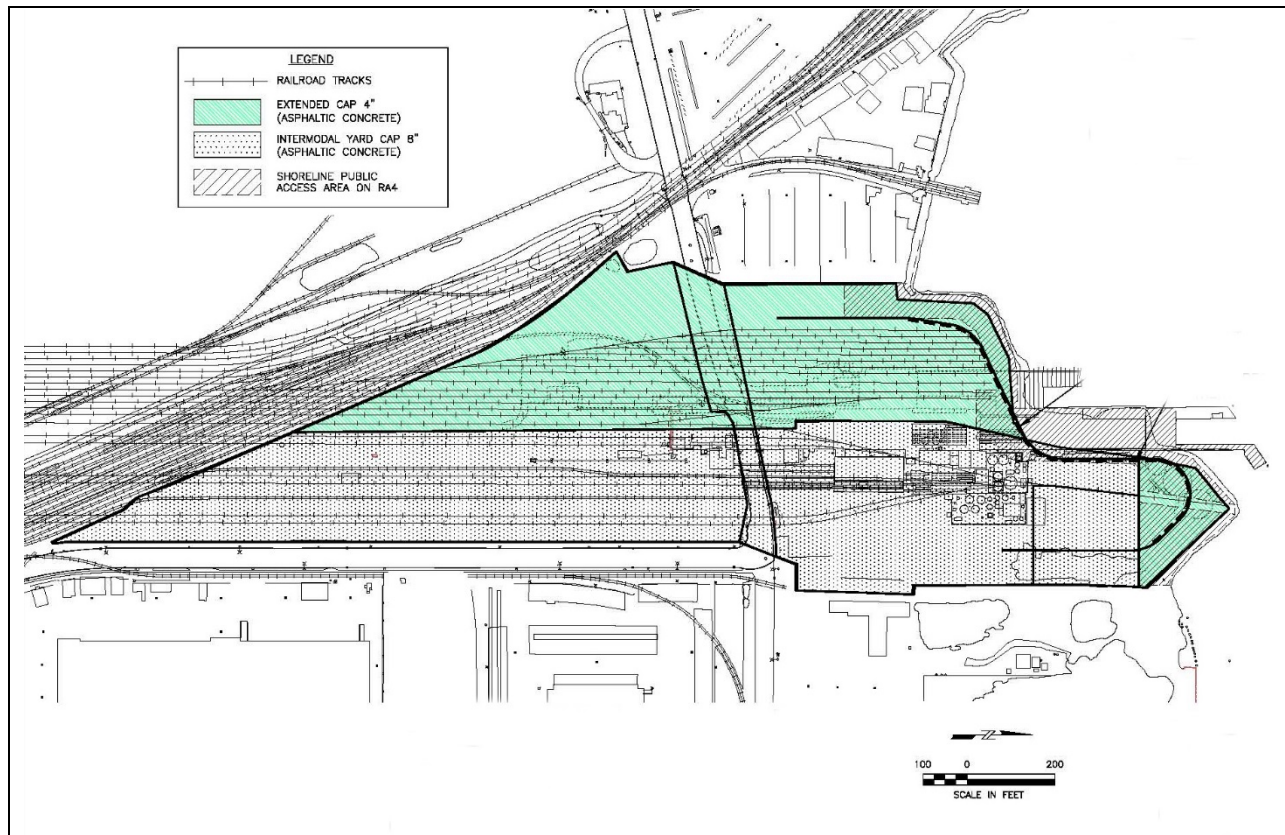 LEGEND
RAILROAD TRACKS
EXTENDED CAP 4"
(ASPHALTIC CONCRETE)
INTERMODAL YARD CAP 8"
(ASPHALTIC CONCRETE)
SHORELINE PUBLIC
ACCESS AREA ON RA4
Z
100 0 200
SCALE IN FEET